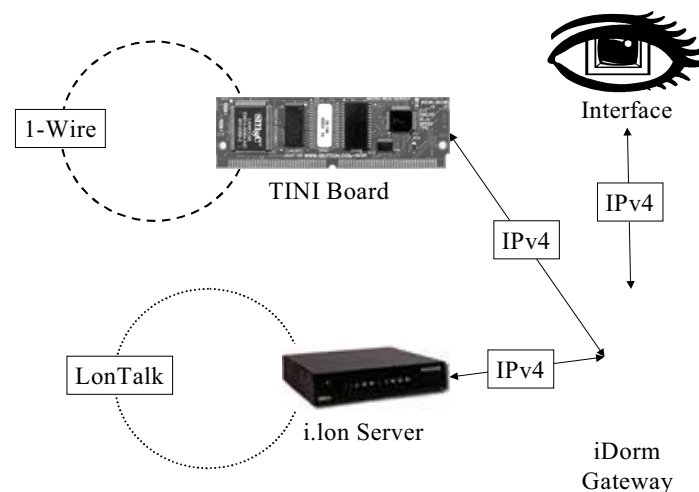 Interface
1-Wire
TINI Board
IPv4
IPv4
LonTalk
IPv4
i.lon Server
iDorm
Gateway